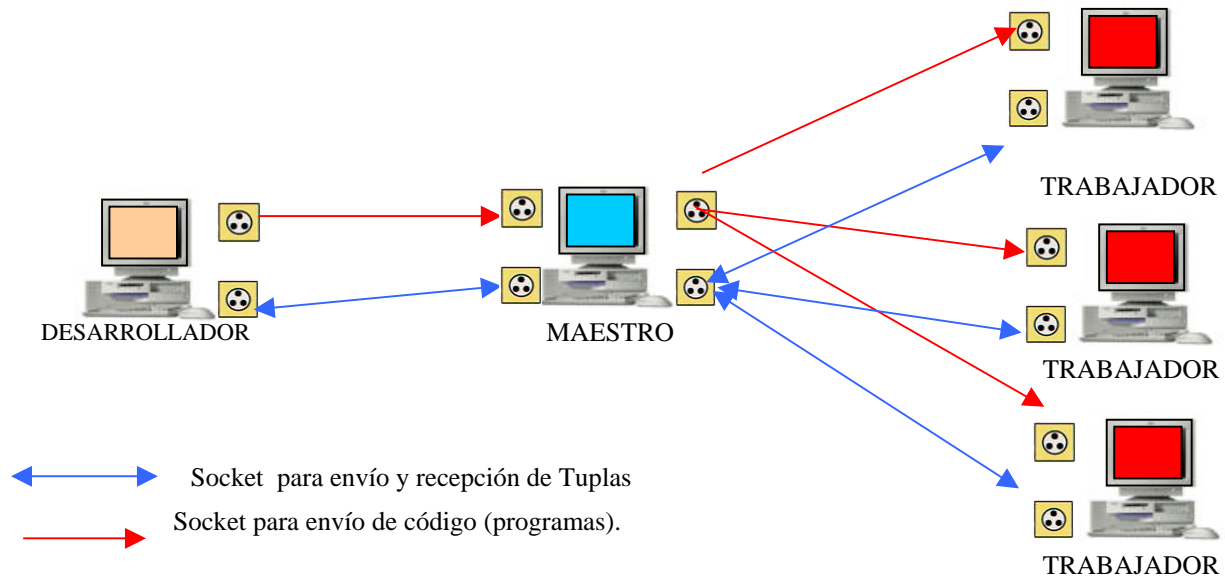 TRABAJADOR
DESARROLLADOR
MAESTRO
TRABAJADOR
Socket para envío y recepción de Tuplas
Socket para envío de código (programas).
TRABAJADOR